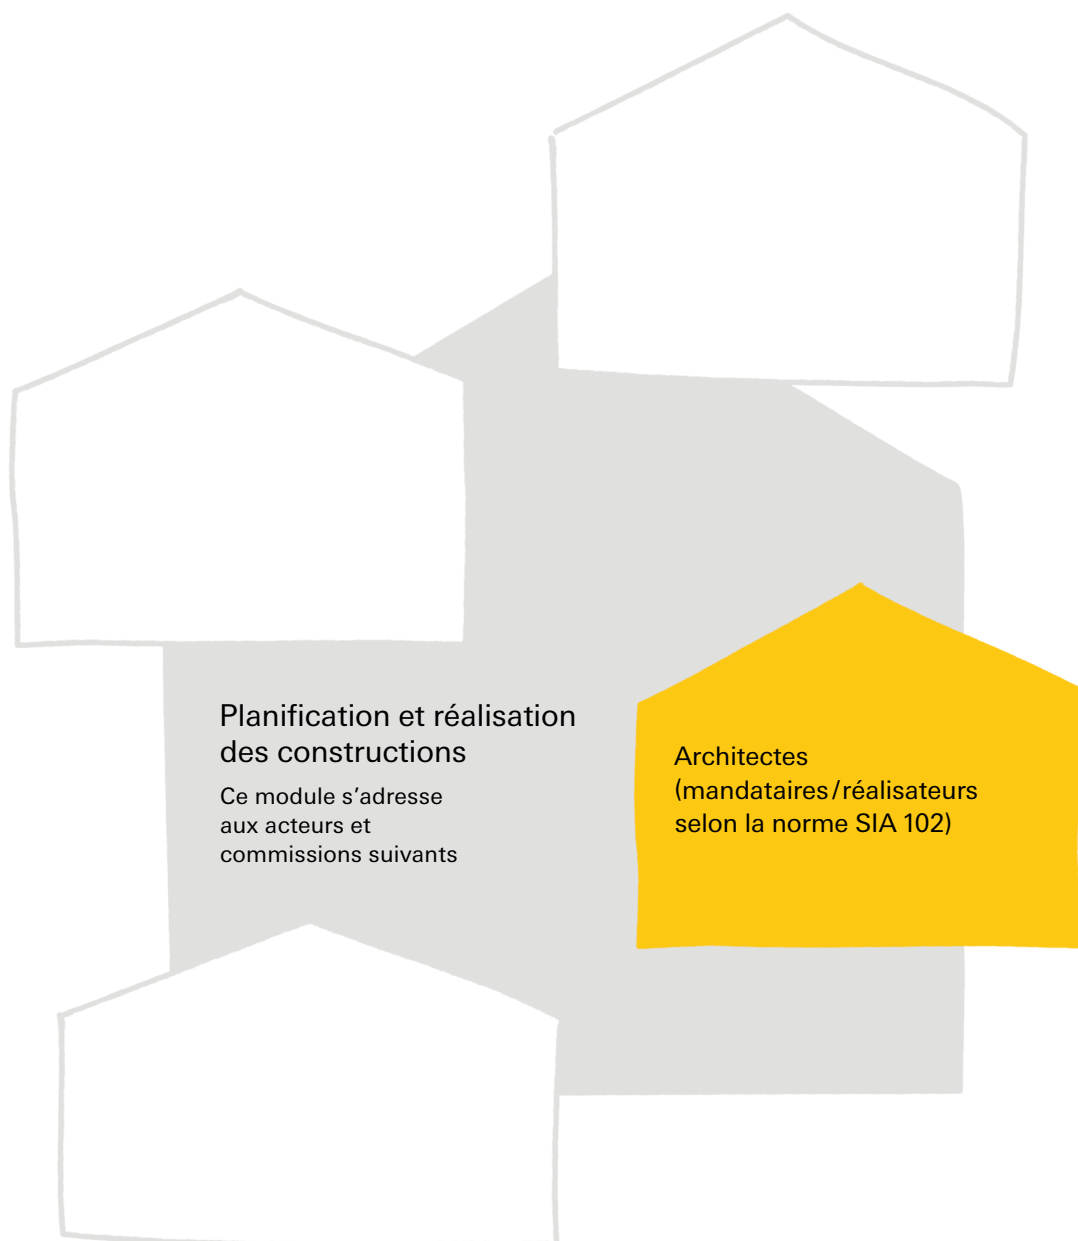 Planification et réalisation
des constructions
Ce module s’adresse
aux acteurs et
commissions suivants
Architectes
(mandataires/réalisateurs
selon la norme SIA 102)